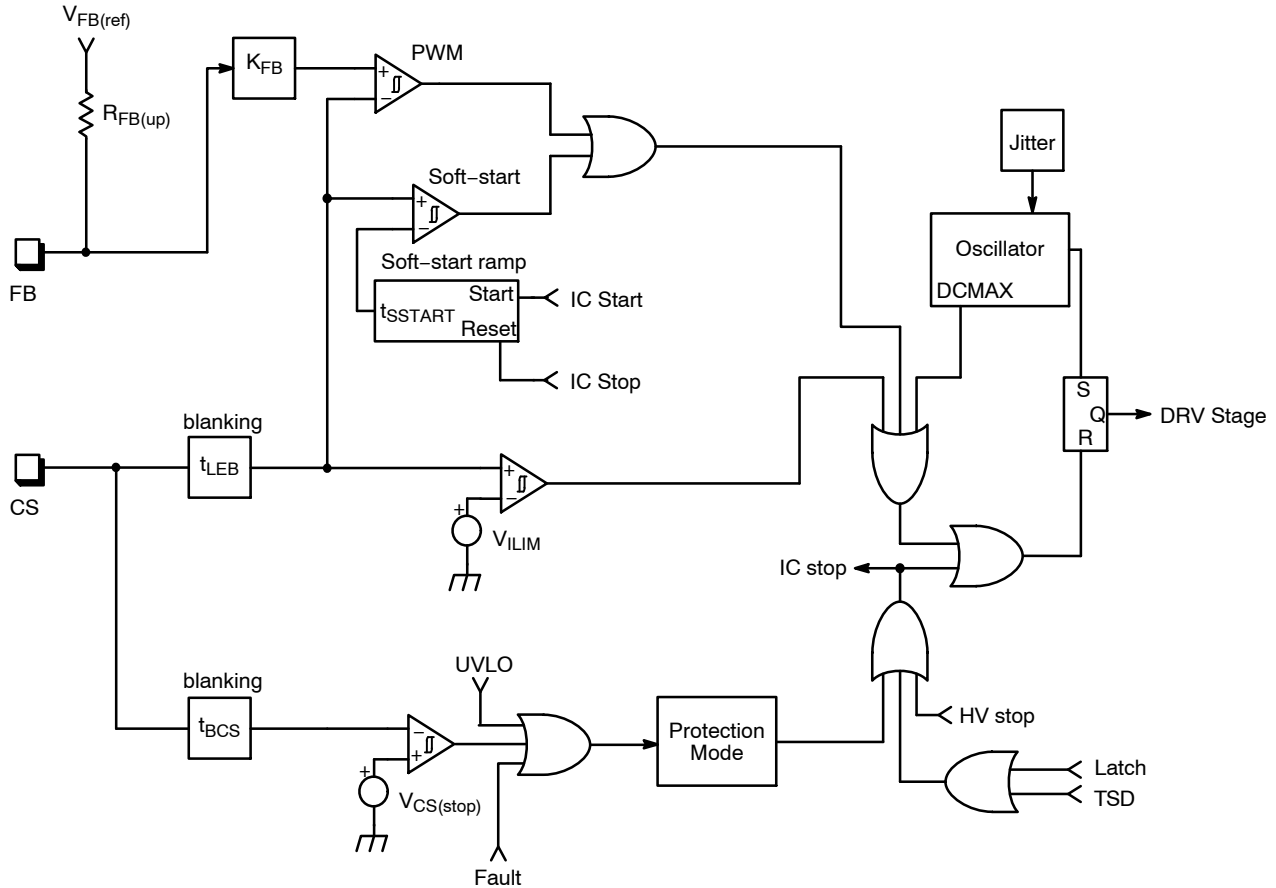 VFB(ref)
KFB
PWM
+
−
RFB(up)
Jitter
Soft−start
+
−
Oscillator
DCMAX
FB
Soft−start ramp
Start
tSSTART
Reset
IC Start
IC Stop
S
Q
R
DRV Stage
blanking
tLEB
CS
+
−
+
VILIM
IC stop
UVLO
blanking
tBCS
−
+
+
VCS(stop)
Protection
Mode
HV stop
Latch
TSD
Fault